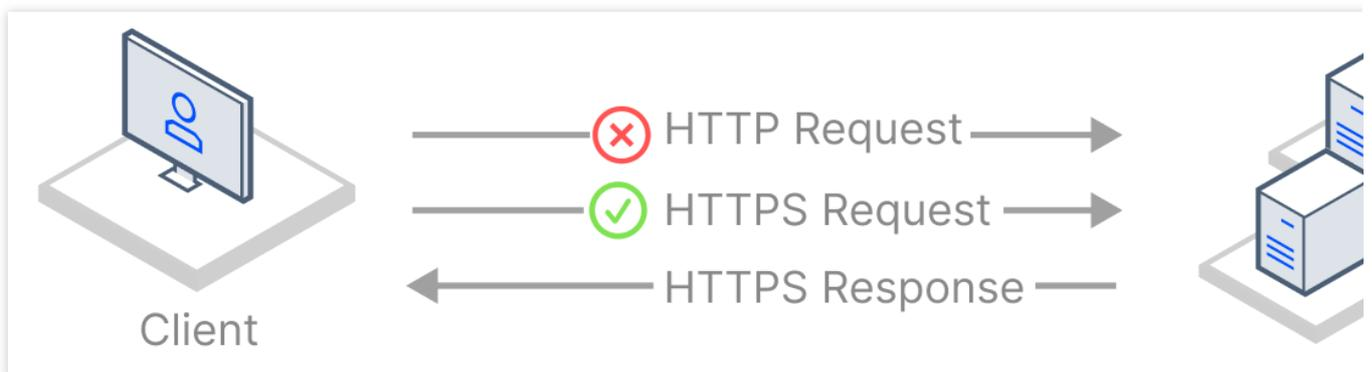 HTTP Request
HTTPS Request
HTTPS Response
Client